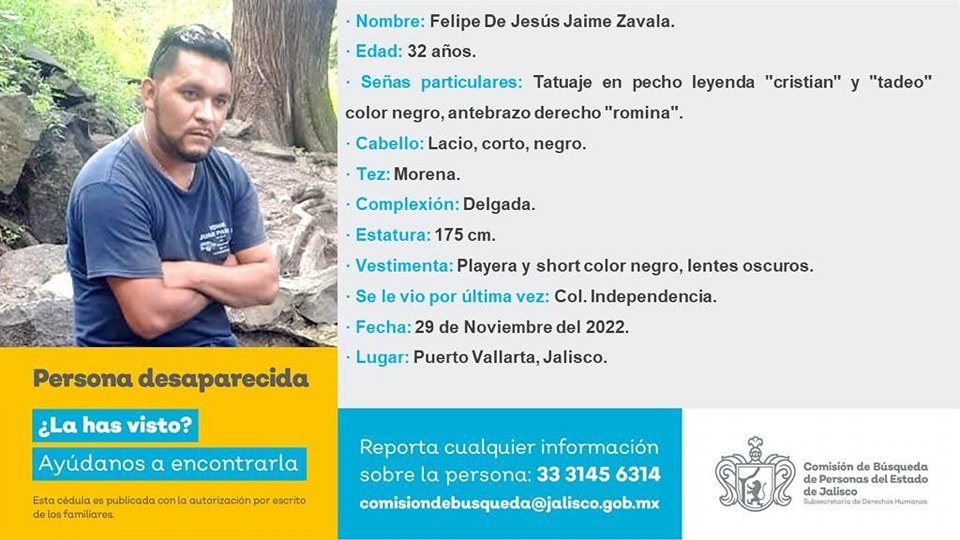 · Nombre: Felipe De Jesús Jaime Zavala.
· Edad: 32 años.
· Señas particulares: Tatuaje en pecho leyenda "cristian" y "tadeo"
color negro, antebrazo derecho "romina".
· Cabello: Lacio, corto, negro.
· Tez: Morena.
· Complexión: Delgada.
· Estatura: 175 cm.
· Vestimenta: Playera y short color negro, lentes oscuros.
· Se le vio por última vez: Col. Independencia.
· Fecha: 29 de Noviembre del 2022.
· Lugar: Puerto Vallarta, Jalisco.
Persona desaparecida
¿La has visto?
Ayúdanos a encontrarla
Esta cédula es publicada con la autorización por escrito
de los familiares.
Reporta cualquier información
sobre la persona: 33 3145 6314
comisiondebusqueda@jalisco.gob.mx
Comisión de Búsqueda
de Personas del Estado
de Jalisco
Subsecretaría de Derechos Humanos